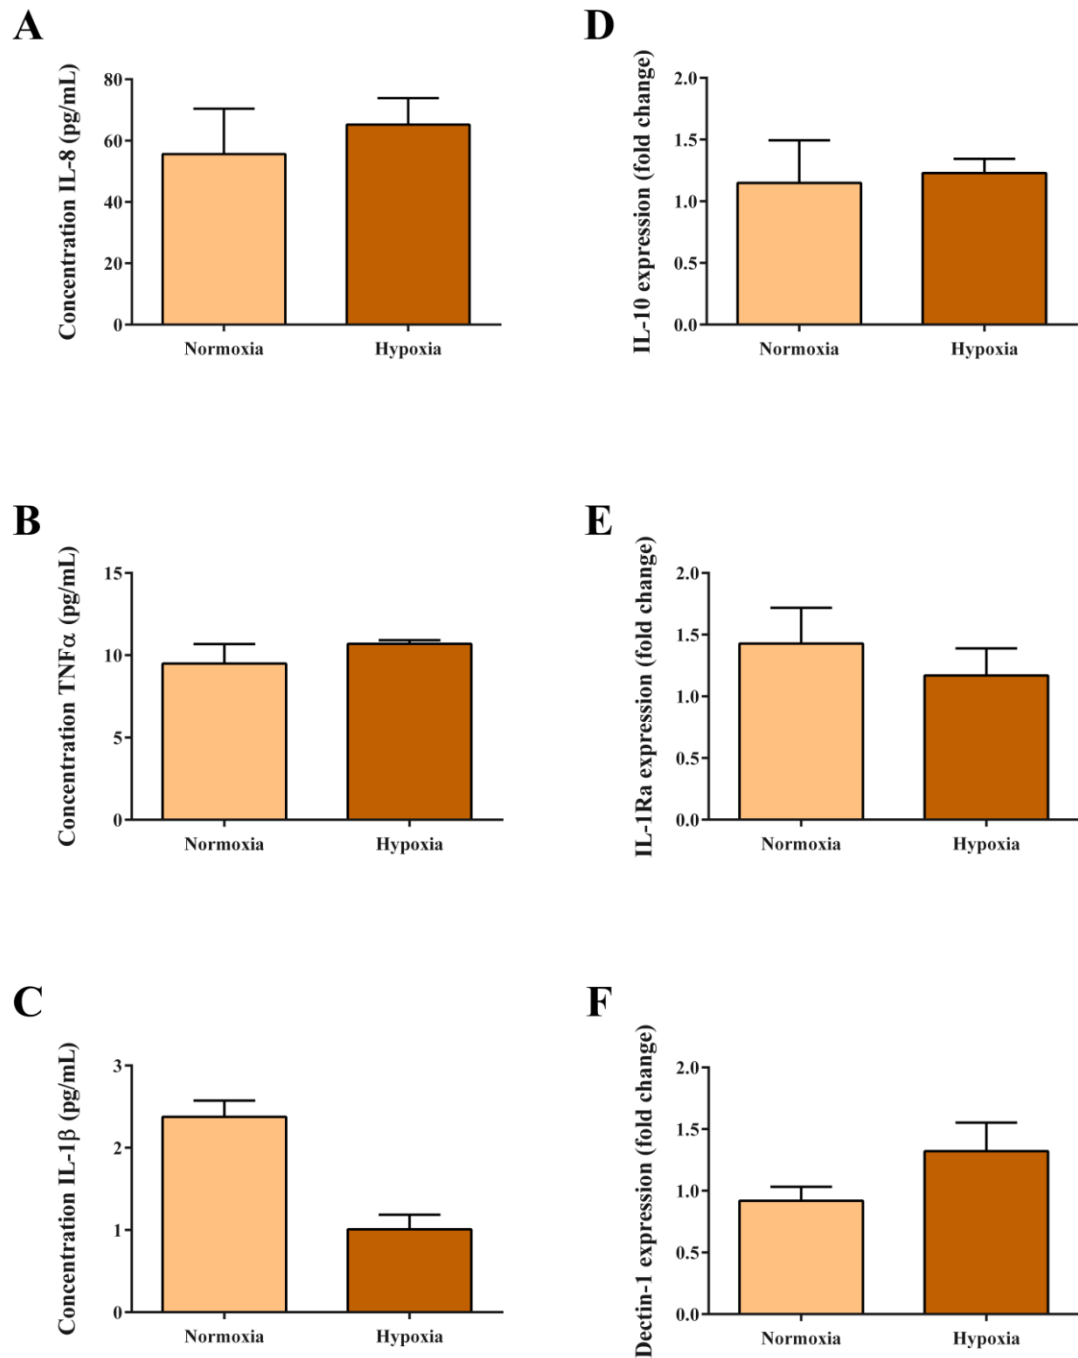 A
Concentration IL-8 (pg/mL)
80
60
40
20
0
Normoxia
Hypoxia
B
Concentration TNFα (pg/mL)
15
10
5
0
Normoxia
Hypoxia
C
Concentration IL-1β (pg/mL)
3
2
1
0
Normoxia
Hypoxia
D
IL-10 expression (fold change)
2.0
1.5
1.0
0.5
0.0
Normoxia
Hypoxia
E
IL-1Ra expression (fold change)
2.0
1.5
1.0
0.5
0.0
Normoxia
Hypoxia
F
Dectin-1 expression (fold change)
2.0
1.5
1.0
0.5
0.0
Normoxia
Hypoxia